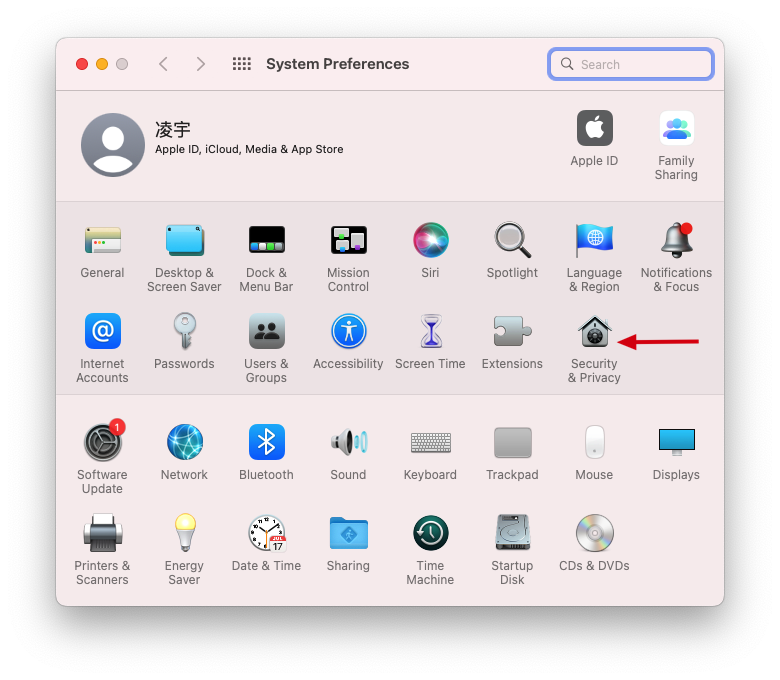 System Preferences
Search
凌宇
Apple ID, iCloud, Media & App Store
Apple ID
Family
Sharing
General
Desktop &
Screen Saver
Dock &
Menu Bar
Mission
Control
Siri
Spotlight
Language
& Region
Notifications
& Focus
@
Internet
Accounts
Passwords
Users &
Groups
Accessibility
Screen Time
Extensions
Security
& Privacy
1
Software
Update
Network
Bluetooth
Sound
Keyboard
Trackpad
Mouse
Displays
Printers &
Scanners
Energy
Saver
JUL
17
Date & Time
Sharing
Time
Machine
Startup
Disk
CDs & DVDs